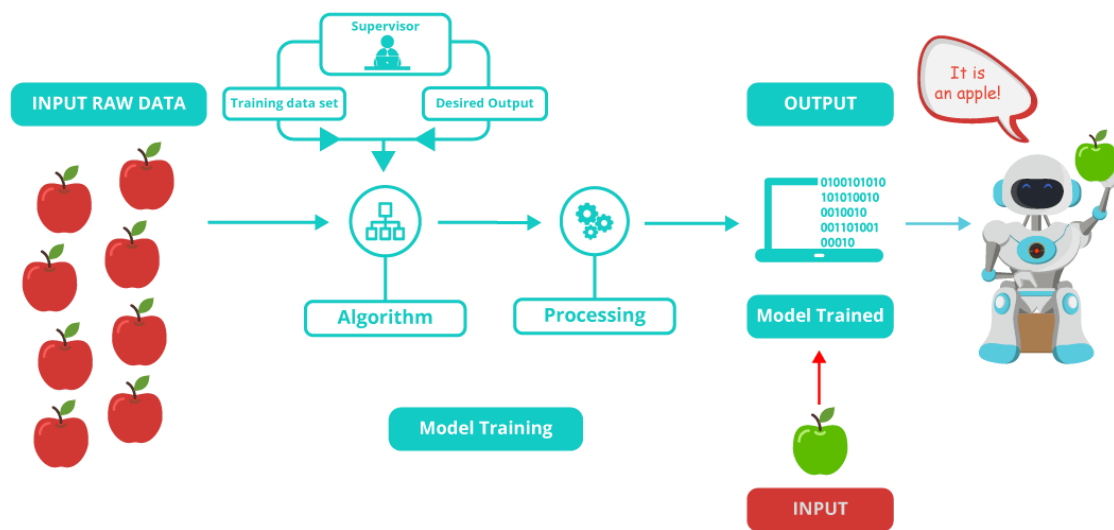 Supervisor
INPUT RAW DATA
Training data set
Desired Output
OUTPUT
It is
an apple!
0100101010
101010010
0010010
001101001
00010
Algorithm
Processing
Model Trained
Model Training
INPUT